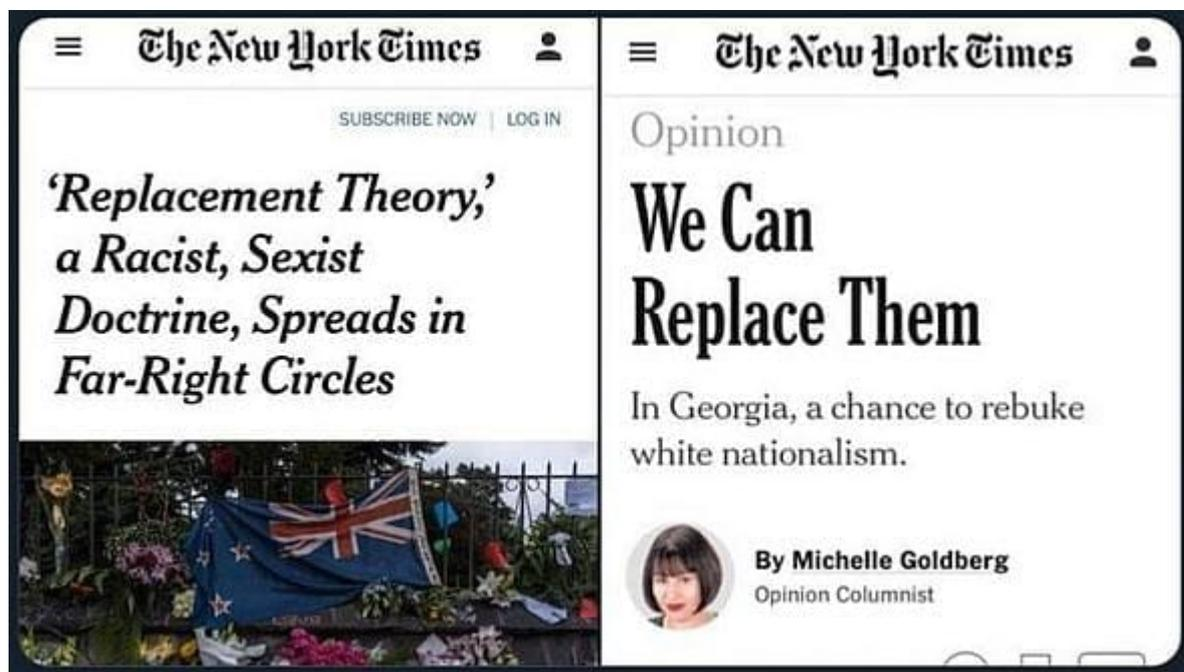 The New York Times
SUBSCRIBE NOW | LOG IN
‘Replacement Theory,’
a Racist, Sexist
Doctrine, Spreads in
Far-Right Circles
The New York Times
Opinion
We Can
Replace Them
In Georgia, a chance to rebuke
white nationalism.
By Michelle Goldberg
Opinion Columnist